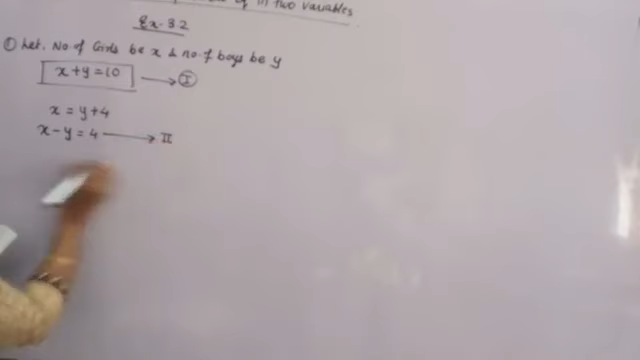 in two variables
Ex-3.2
① Let, No. of Girls be x & no. of boys be y
x + y = 10 → Ⓘ
x = y + 4
x - y = 4 → II